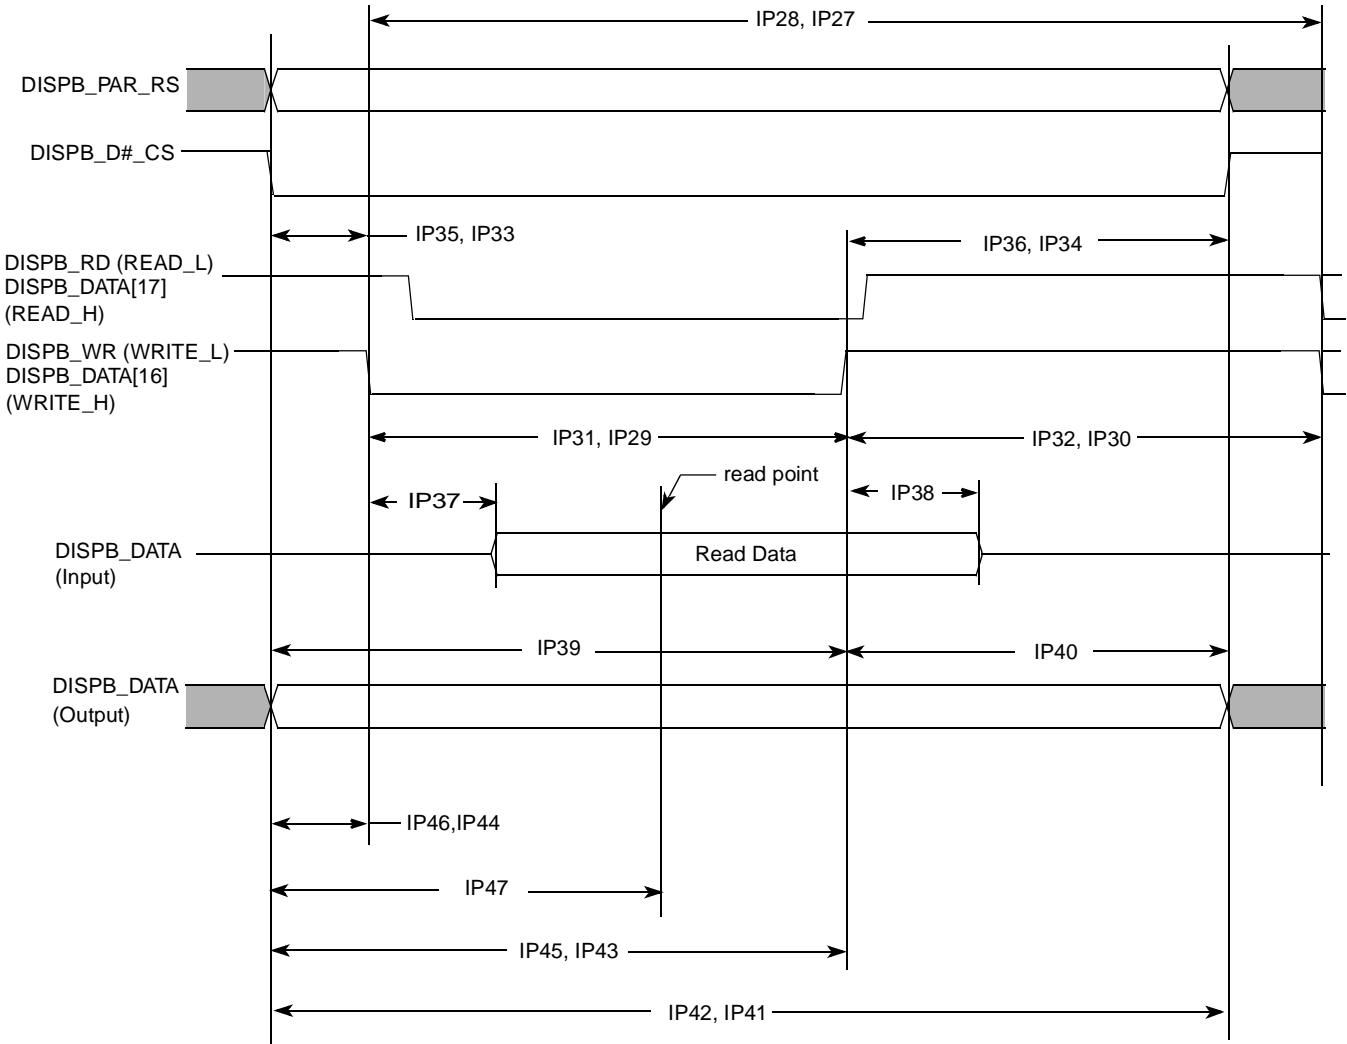 IP28, IP27
DISPB_PAR_RS
DISPB_D#_CS
IP35, IP33
IP36, IP34
DISPB_RD (READ_L)
DISPB_DATA[17]
(READ_H)
DISPB_WR (WRITE_L)
DISPB_DATA[16]
(WRITE_H)
IP31, IP29
IP32, IP30
read point
IP37
IP38
DISPB_DATA
(Input)
Read Data
IP39
IP40
DISPB_DATA
(Output)
IP46,IP44
IP47
IP45, IP43
IP42, IP41